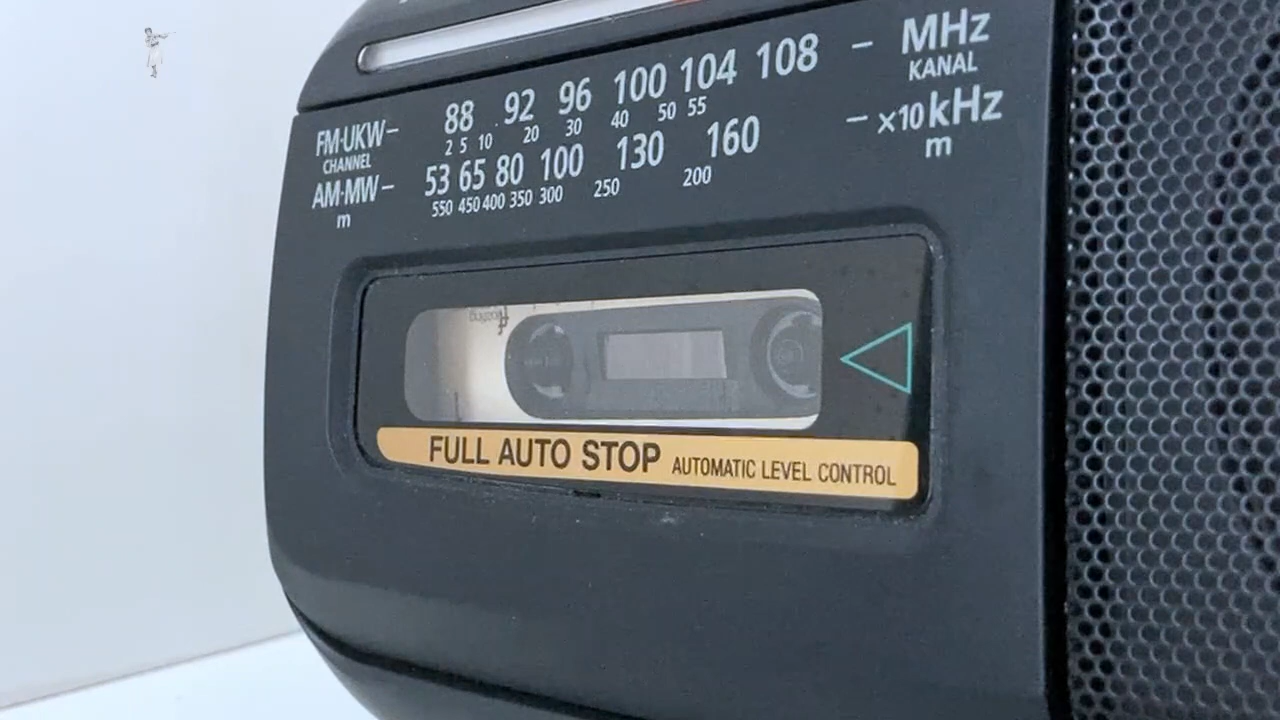 FM·UKW– 88 92 96 100 104 108 – MHz
CHANNEL 2 5 10 20 30 40 50 55 KANAL
AM·MW– 53 65 80 100 130 160 –×10kHz
m 550 450 400 350 300 250 200 m
floating
FULL AUTO STOP AUTOMATIC LEVEL CONTROL